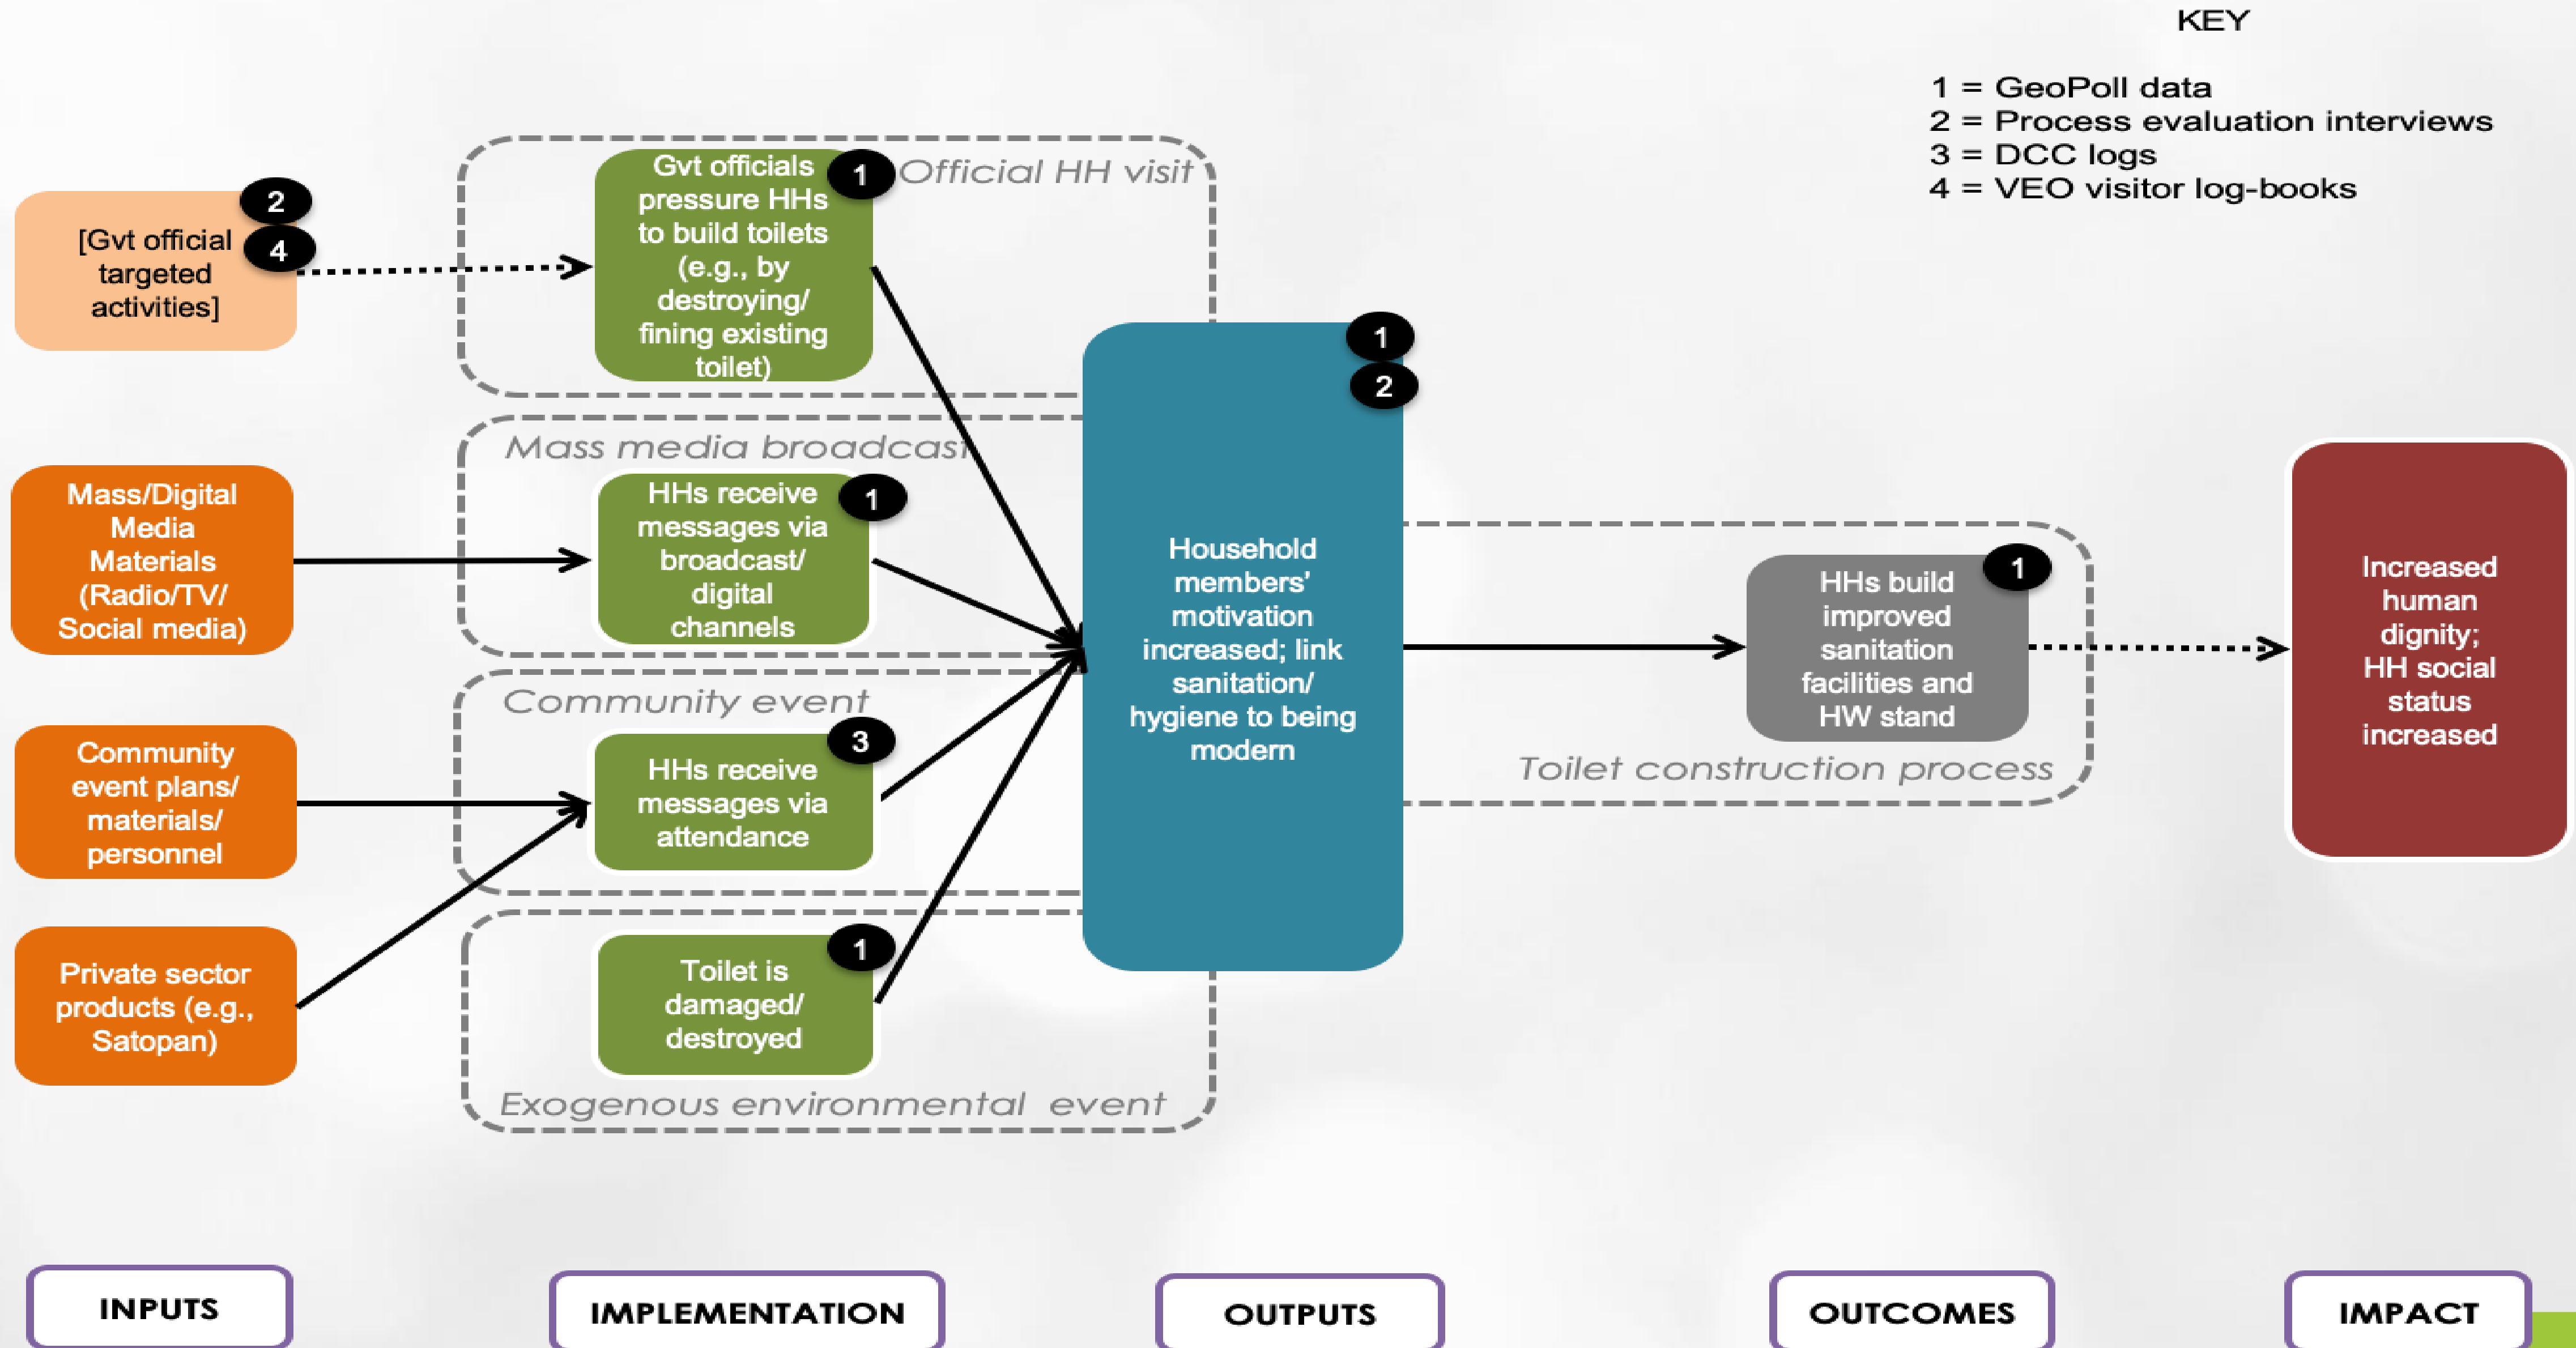 KEY
1 = GeoPoll data
2 = Process evaluation interviews
3 = DCC logs
4 = VEO visitor log-books
[Gvt official
targeted
activities]
2
4
Mass/Digital
Media
Materials
(Radio/TV/
Social media)
Community
event plans/
materials/
personnel
Private sector
products (e.g.,
Satopan)
Official HH visit
Gvt officials
pressure HHs
to build toilets
(e.g., by
destroying/
fining existing
toilet)
1
Mass media broadcast
HHs receive
messages via
broadcast/
digital
channels
1
Community event
HHs receive
messages via
attendance
3
Toilet is
damaged/
destroyed
1
Exogenous environmental event
Household
members’
motivation
increased; link
sanitation/
hygiene to being
modern
1
2
HHs build
improved
sanitation
facilities and
HW stand
1
Toilet construction process
Increased
human
dignity;
HH social
status
increased
INPUTS
IMPLEMENTATION
OUTPUTS
OUTCOMES
IMPACT